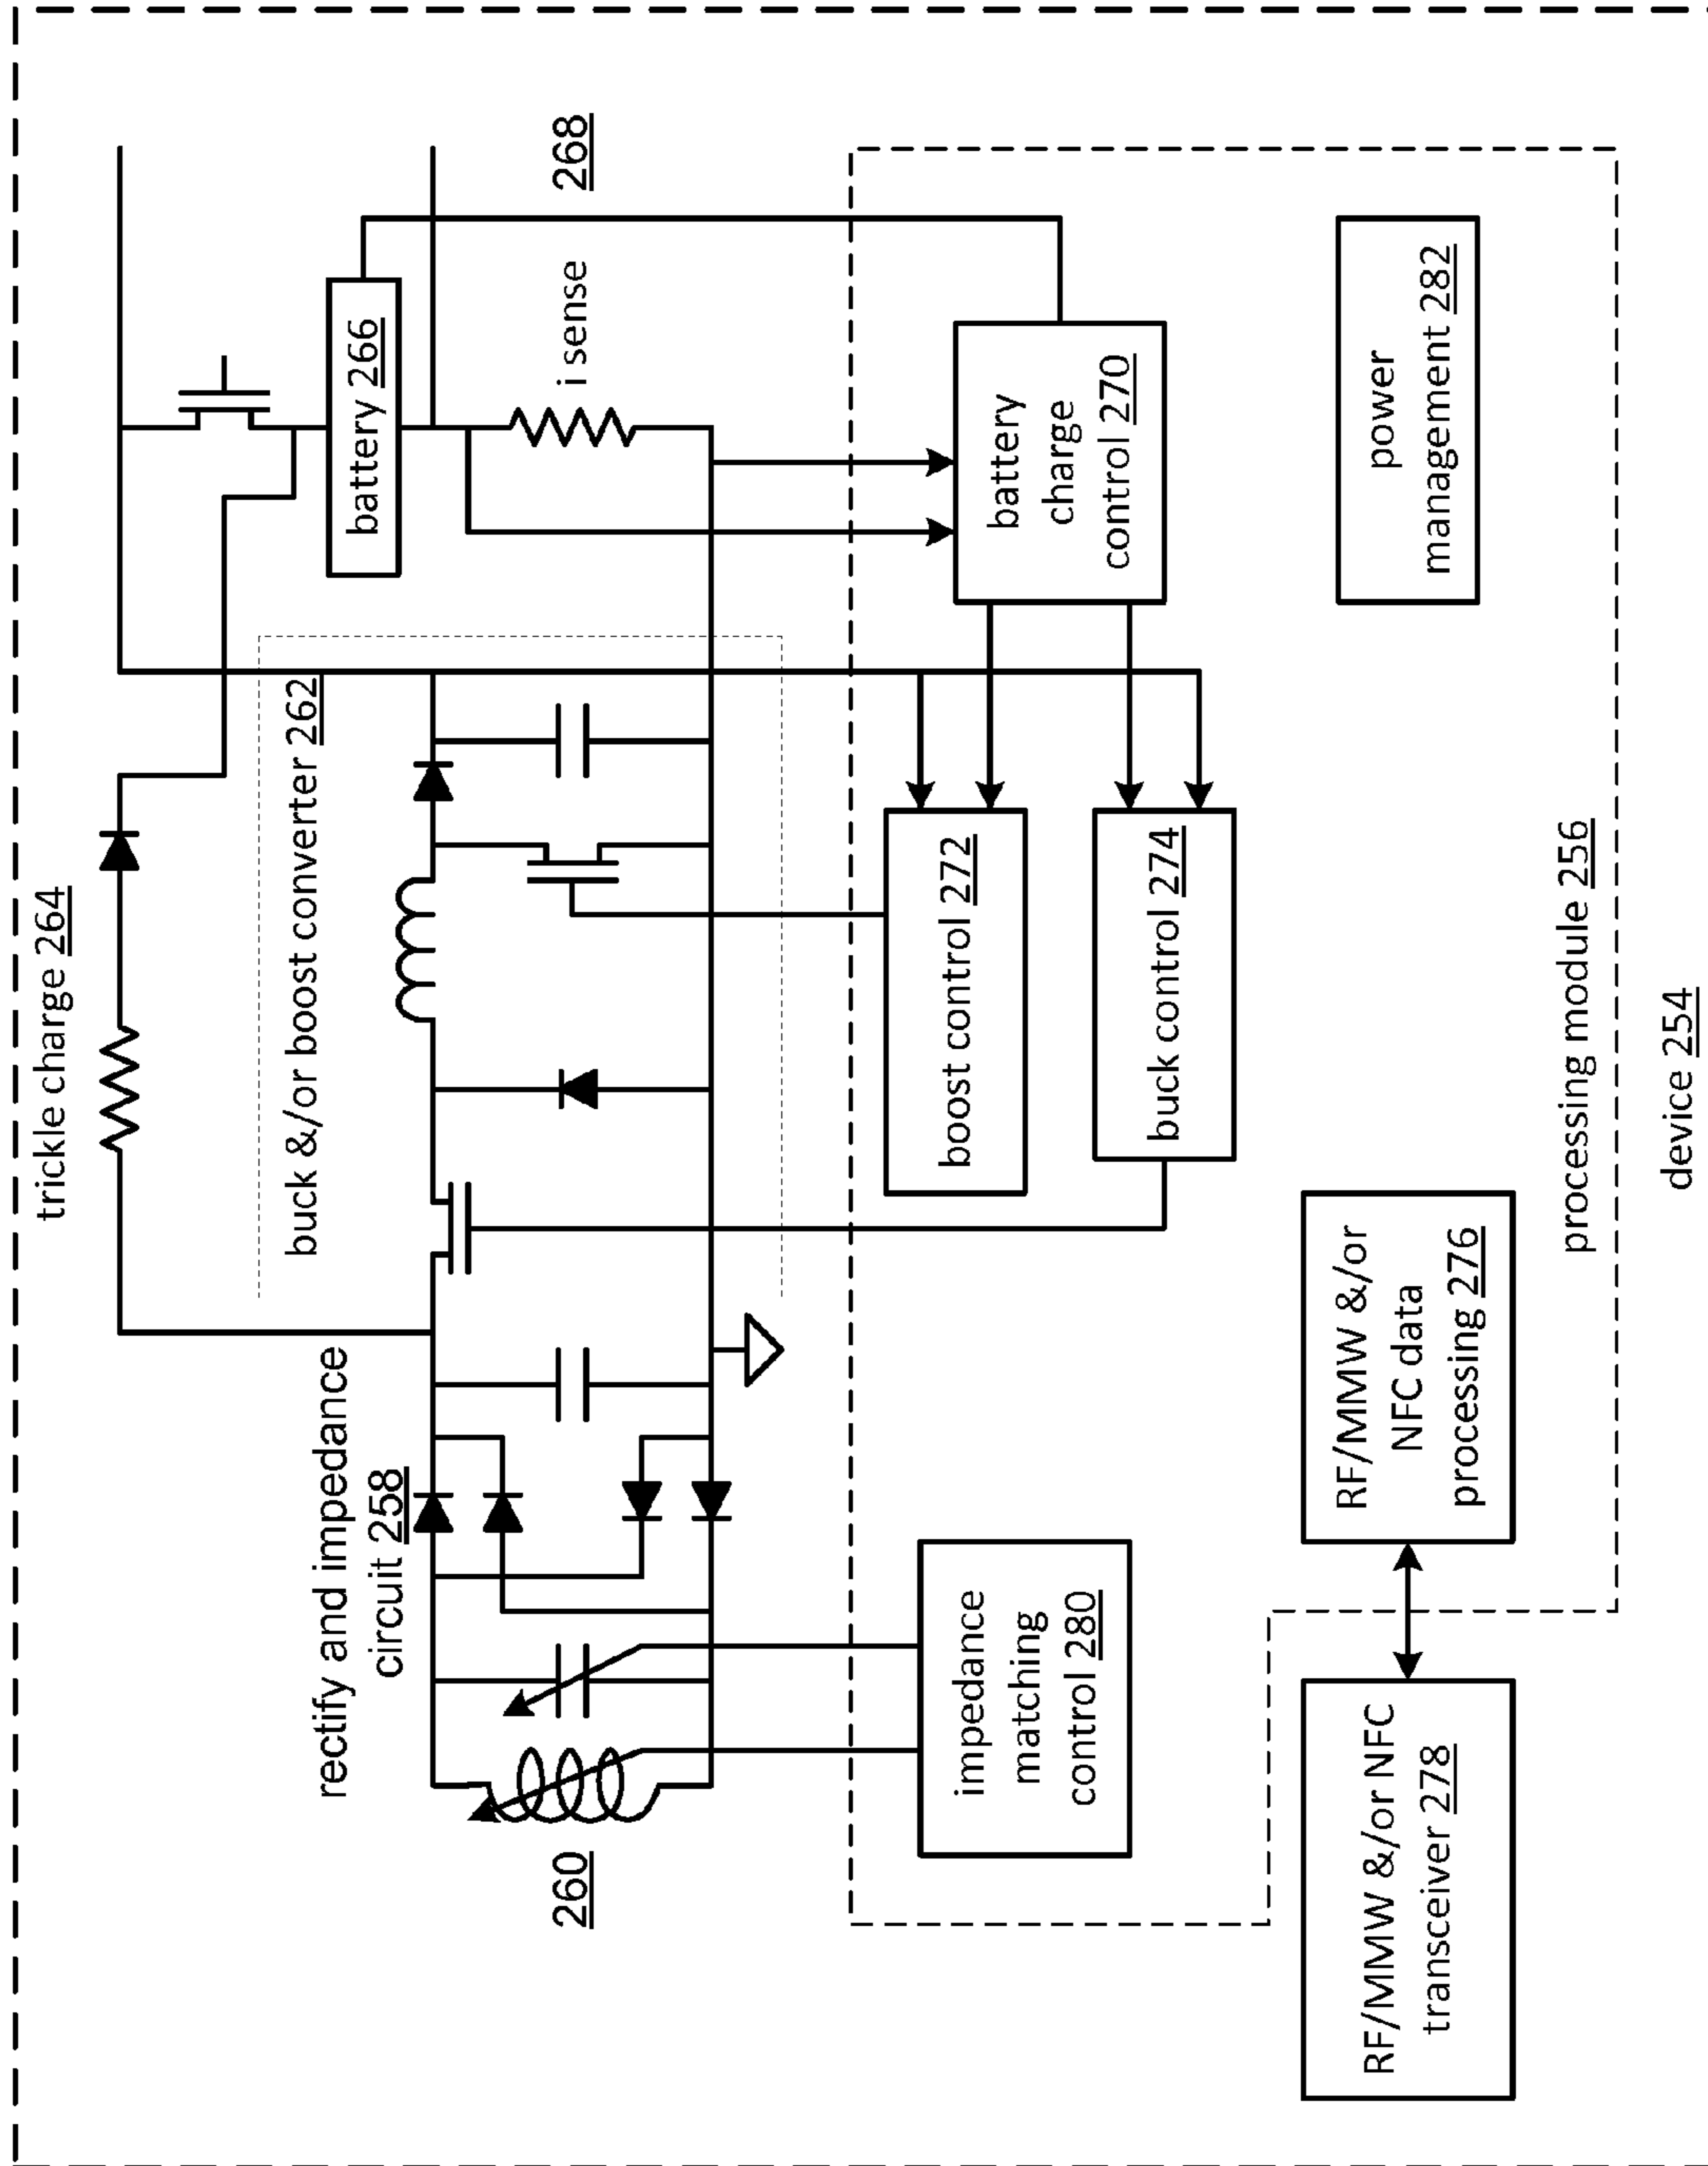 trickle charge 264
buck &/or boost converter 262
rectify and impedance
circuit 258
260
battery 266
268
i sense
impedance
matching
control 280
boost control 272
buck control 274
battery
charge
control 270
RF/MMW &/or NFC
transceiver 278
RF/MMW &/or
NFC data
processing 276
power
management 282
processing module 256
device 254